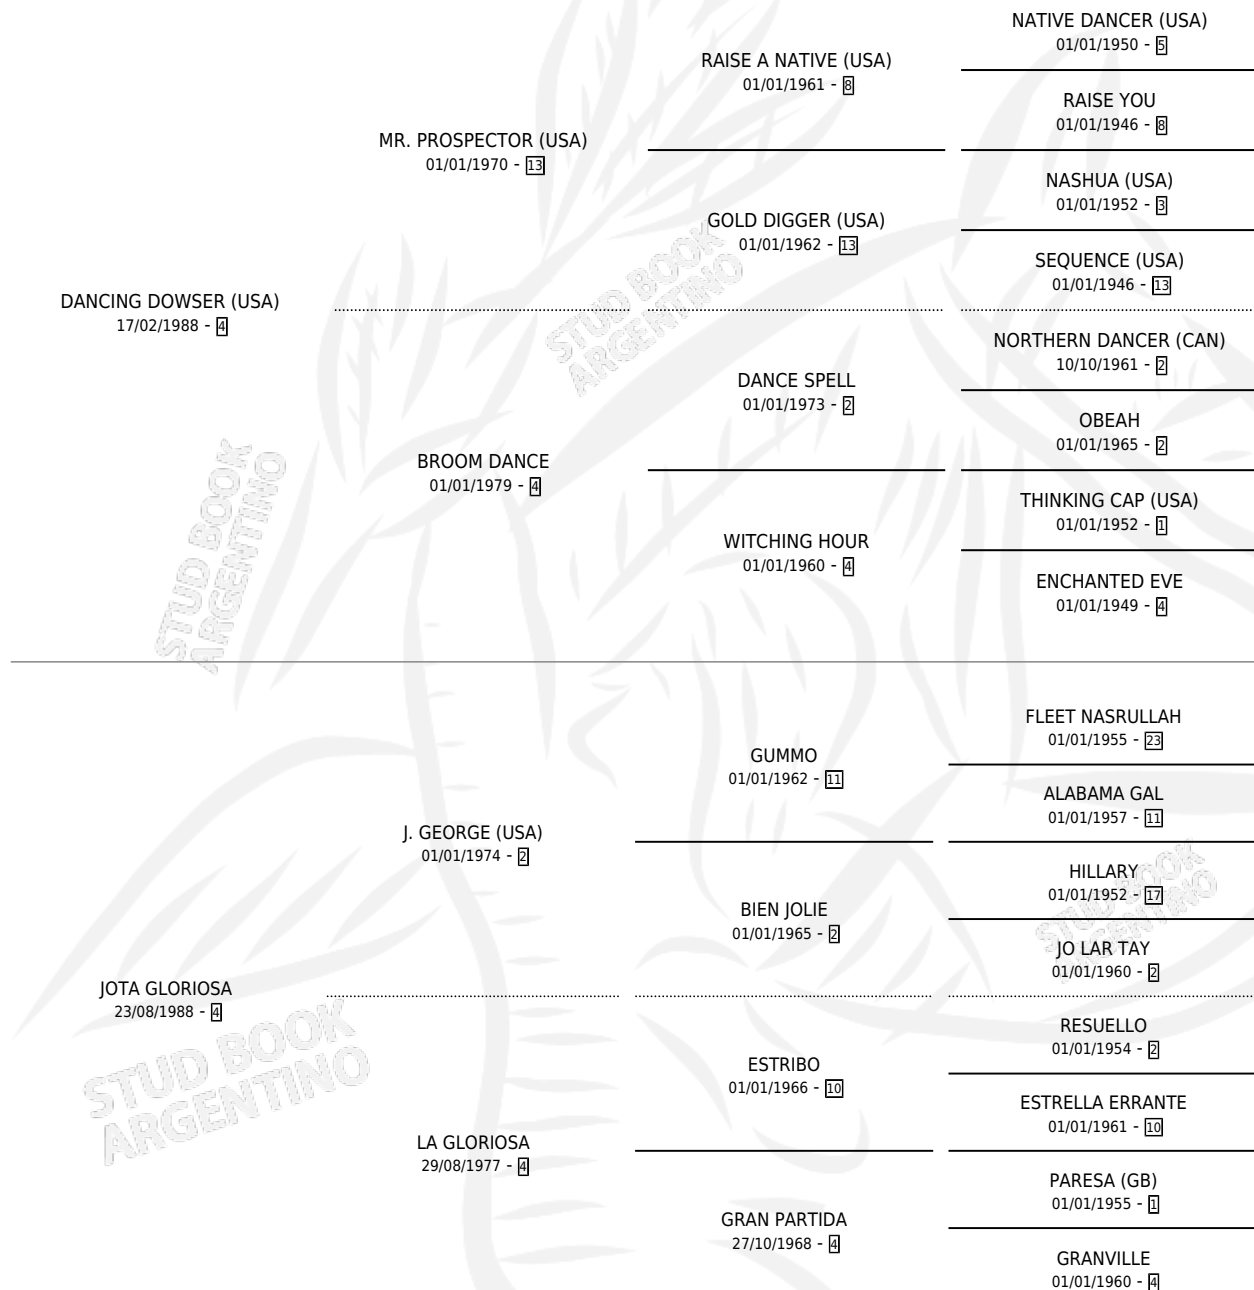 NATIVE DANCER (USA)
01/01/1950 - 5
RAISE A NATIVE (USA)
01/01/1961 - 8
RAISE YOU
01/01/1946 - 8
MR. PROSPECTOR (USA)
01/01/1970 - 13
NASHUA (USA)
01/01/1952 - 3
GOLD DIGGER (USA)
01/01/1962 - 13
SEQUENCE (USA)
01/01/1946 - 13
DANCING DOWSER (USA)
17/02/1988 - 4
NORTHERN DANCER (CAN)
10/10/1961 - 2
DANCE SPELL
01/01/1973 - 2
OBEAH
01/01/1965 - 2
BROOM DANCE
01/01/1979 - 4
THINKING CAP (USA)
01/01/1952 - 1
WITCHING HOUR
01/01/1960 - 4
ENCHANTED EVE
01/01/1949 - 4
FLEET NASRULLAH
01/01/1955 - 23
GUMMO
01/01/1962 - 11
ALABAMA GAL
01/01/1957 - 11
J. GEORGE (USA)
01/01/1974 - 2
HILLARY
01/01/1952 - 17
BIEN JOLIE
01/01/1965 - 2
JO LAR TAY
01/01/1960 - 2
JOTA GLORIOSA
23/08/1988 - 4
RESUELLO
01/01/1954 - 2
ESTRIBO
01/01/1966 - 10
ESTRELLA ERRANTE
01/01/1961 - 10
LA GLORIOSA
29/08/1977 - 4
PARESA (GB)
01/01/1955 - 1
GRAN PARTIDA
27/10/1968 - 4
GRANVILLE
01/01/1960 - 4
STUD BOOK
ARGENTINO
STUD BOOK
ARGENTINO
STUD BOOK
ARGENTINO
STUD BOOK
ARGENTINO